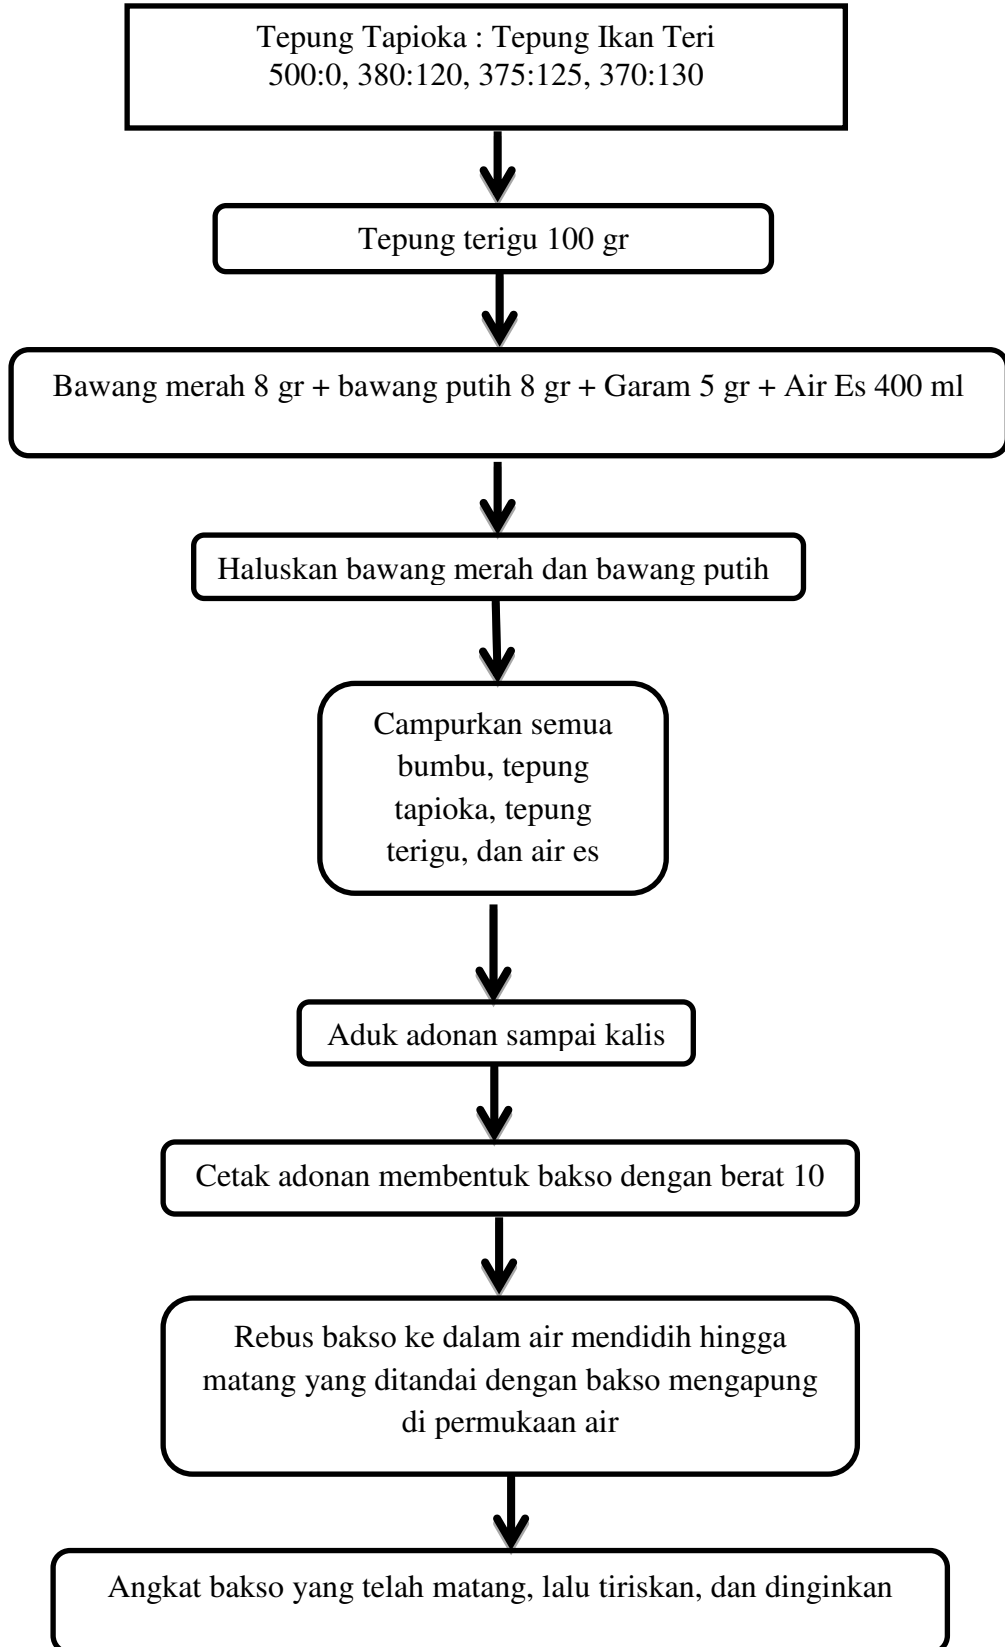 Tepung Tapioka : Tepung Ikan Teri
500:0, 380:120, 375:125, 370:130
Tepung terigu 100 gr
Bawang merah 8 gr + bawang putih 8 gr + Garam 5 gr + Air Es 400 ml
Haluskan bawang merah dan bawang putih
Campurkan semua
bumbu, tepung
tapioka, tepung
terigu, dan air es
Aduk adonan sampai kalis
Cetak adonan membentuk bakso dengan berat 10
Rebus bakso ke dalam air mendidih hingga
matang yang ditandai dengan bakso mengapung
di permukaan air
Angkat bakso yang telah matang, lalu tiriskan, dan dinginkan